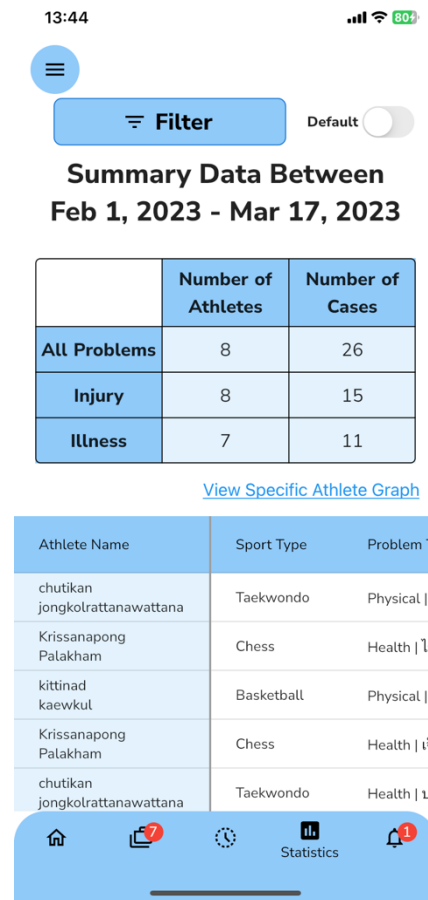 13:44
80
Filter
Default
Summary Data Between
Feb 1, 2023 - Mar 17, 2023
Number of Athletes
Number of Cases
All Problems 8 26
Injury 8 15
Illness 7 11
View Specific Athlete Graph
Athlete Name Sport Type Problem
chutikan
jongkolrattanawattana
Taekwondo Physical |
Krissanapong
Palakham
Chess Health |
kittinad
kaewkul
Basketball Physical |
Krissanapong
Palakham
Chess Health |
chutikan
jongkolrattanawattana
Taekwondo Health |
7
Statistics
1